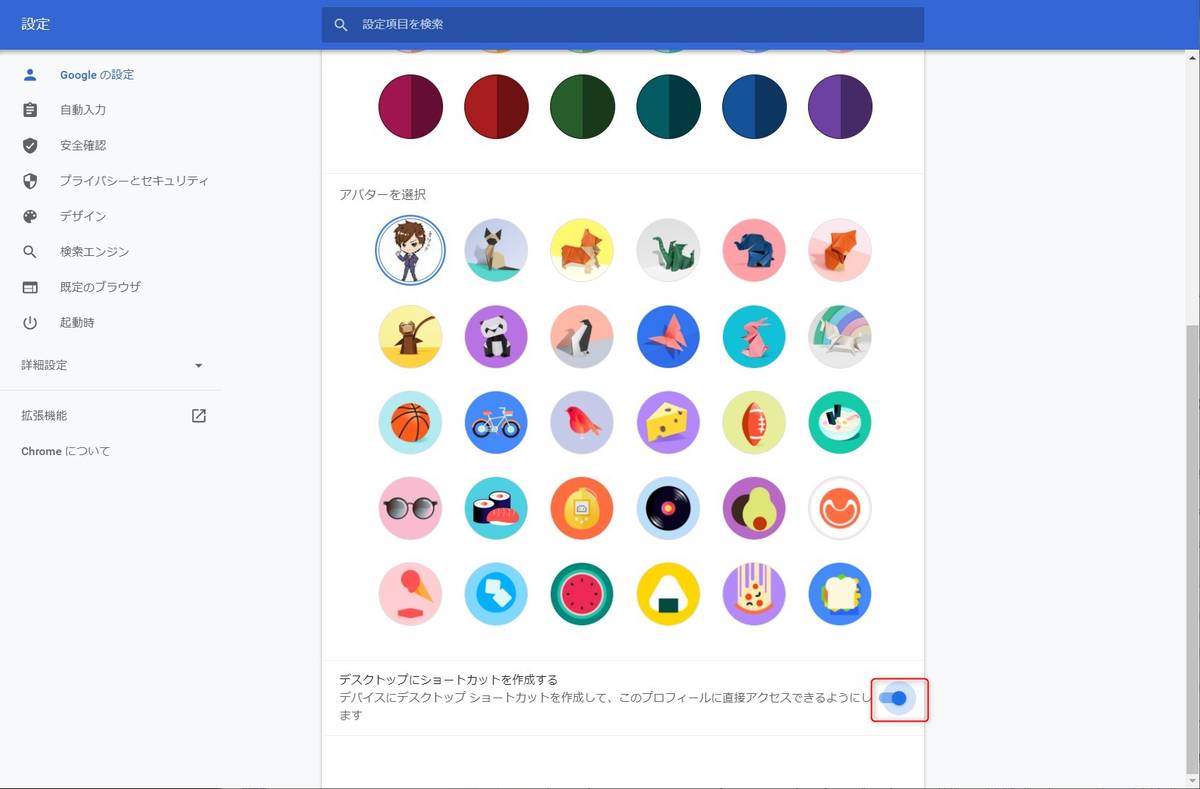 設定
設定項目を検索
Google の設定
自動入力
安全確認
プライバシーとセキュリティ
デザイン
検索エンジン
既定のブラウザ
起動時
詳細設定
拡張機能
Chrome について
アバターを選択
デスクトップにショートカットを作成する
デバイスにデスクトップ ショートカットを作成して、このプロフィールに直接アクセスできるようにし
ます